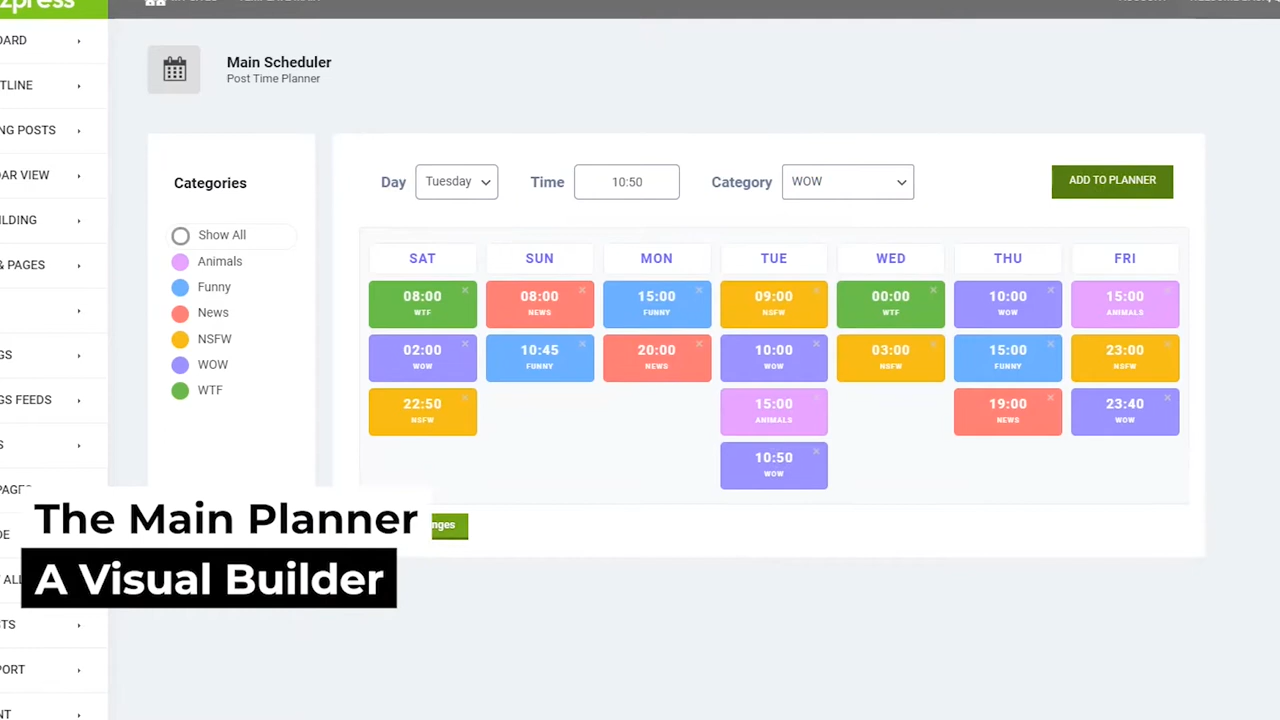 Main Scheduler
Post Time Planner
Categories
Show All
Animals
Funny
News
NSFW
WOW
WTF
Day Tuesday Time 10:50 Category WOW ADD TO PLANNER
SAT SUN MON TUE WED THU FRI
08:00 08:00 15:00 09:00 00:00 10:00 15:00
WTF NEWS FUNNY NSFW WTF WOW ANIMALS
02:00 10:45 20:00 10:00 03:00 15:00 23:00
WOW FUNNY NEWS WOW NSFW FUNNY NSFW
22:50 15:00 19:00 23:40
NSFW ANIMALS NEWS WOW
10:50
WOW
The Main Planner
A Visual Builder
zpress
ARD
TLINE
NG POSTS
AR VIEW
ILDING
& PAGES
GS
GS FEEDS
S
PAGES
DE
ALL
TS
PORT
NT
nges